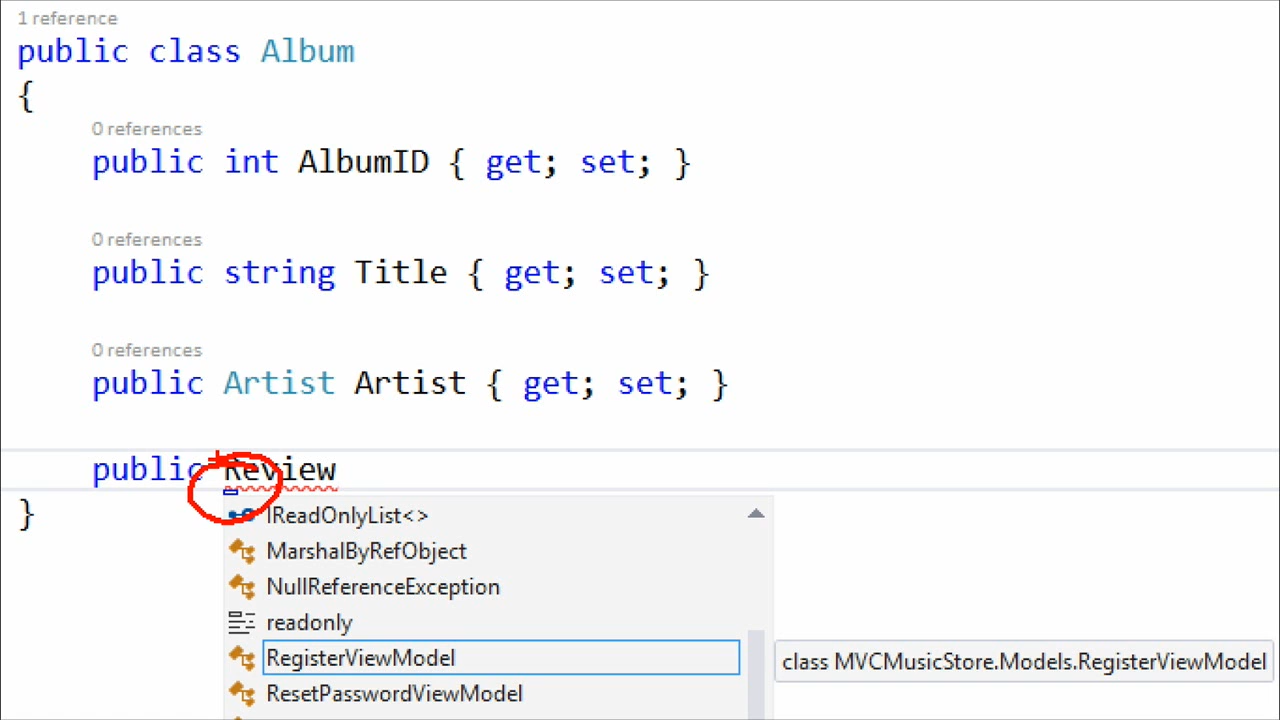 1 reference
public class Album
{
0 references
public int AlbumID { get; set; }
0 references
public string Title { get; set; }
0 references
public Artist Artist { get; set; }
public Review
}
IReadOnlyList<>
MarshalByRefObject
NullReferenceException
readonly
RegisterViewModel
class MVCMusicStore.Models.RegisterViewModel
ResetPasswordViewModel